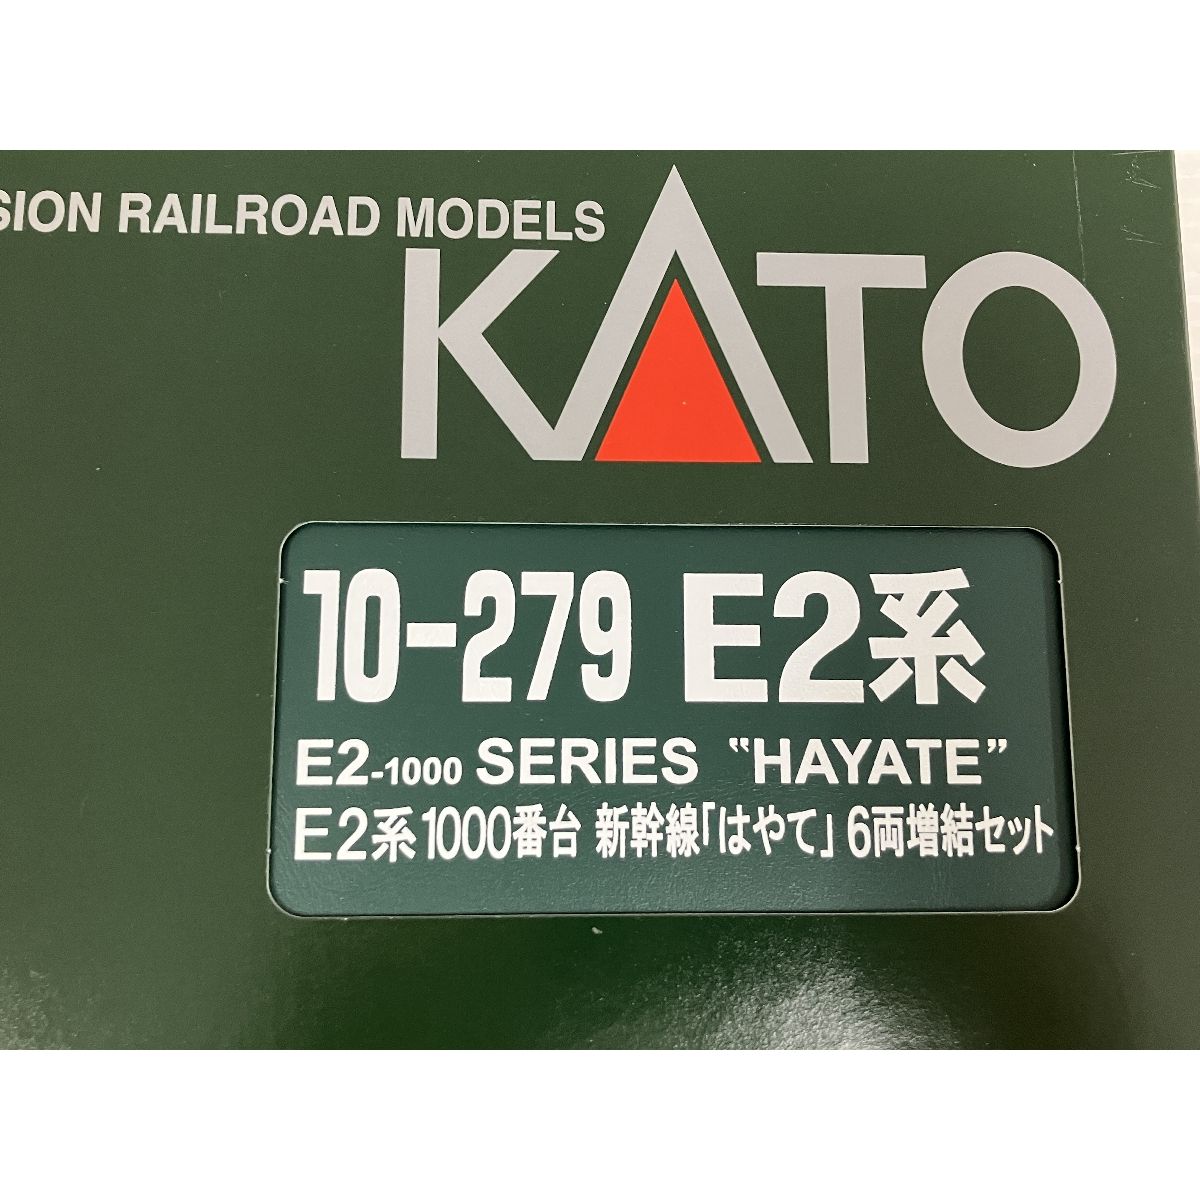 SION RAILROAD MODELS
KATO
10-279 E2系
E2-1000 SERIES “HAYATE”
E2系1000番台 新幹線「はやて」6両増結セット